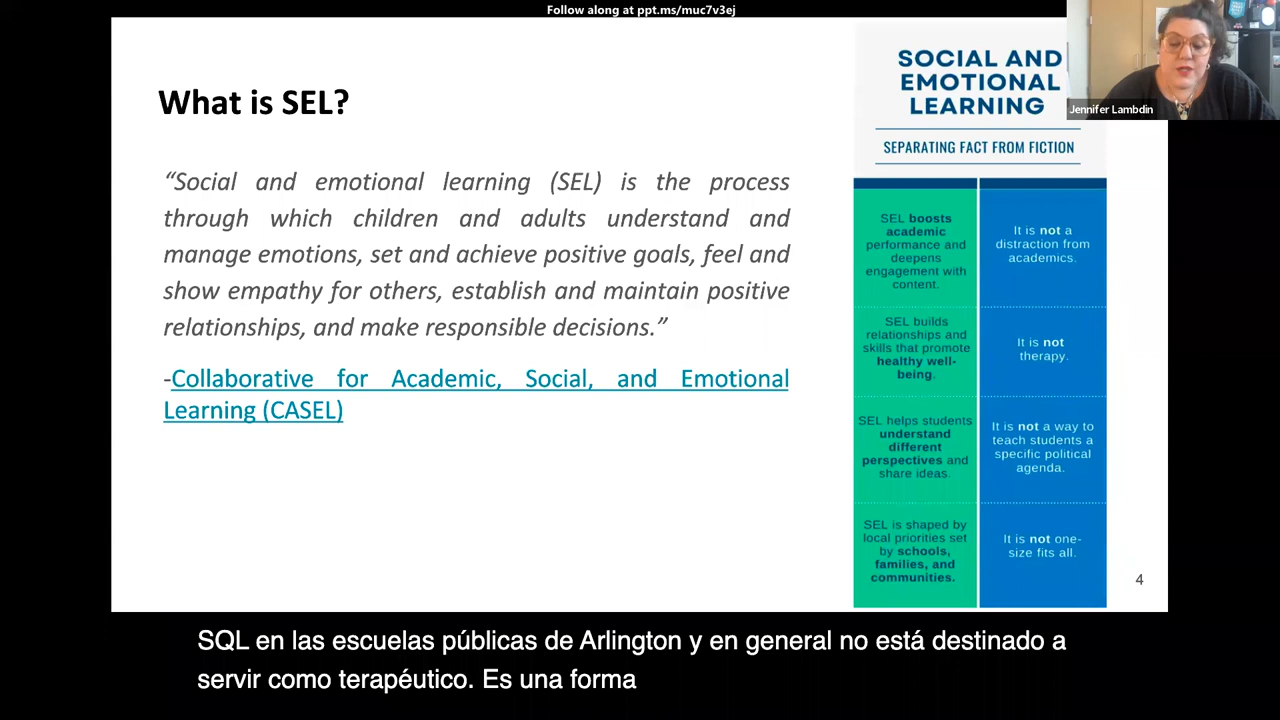 Follow along at ppt.ms/muc7v3ej
What is SEL?
“Social and emotional learning (SEL) is the process
through which children and adults understand and
manage emotions, set and achieve positive goals, feel and
show empathy for others, establish and maintain positive
relationships, and make responsible decisions.”
-Collaborative for Academic, Social, and Emotional
Learning (CASEL)
SOCIAL AND
EMOTIONAL
LEARNING
SEPARATING FACT FROM FICTION
SEL boosts
academic
performance and
deepens
engagement with
content.
It is not a
distraction from
academics.
SEL builds
relationships and
skills that promote
healthy well-
being.
It is not
therapy.
SEL helps students
understand
different
perspectives and
share ideas.
It is not a way to
teach students a
specific political
agenda.
SEL is shaped by
local priorities set
by schools,
families, and
communities.
It is not one-
size fits all.
4
Jennifer Lambdin
SQL en las escuelas públicas de Arlington y en general no está destinado a
servir como terapéutico. Es una forma